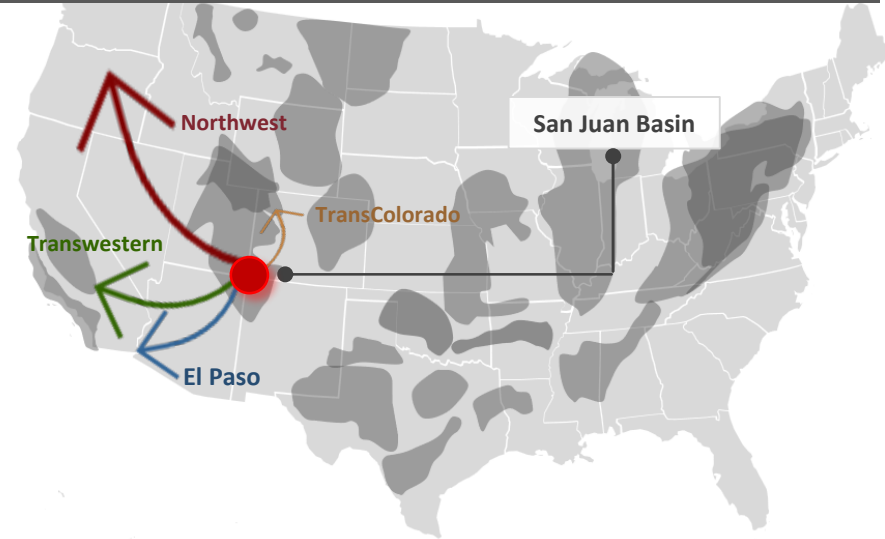 Northwest
San Juan Basin
TransColorado
Transwestern
El Paso